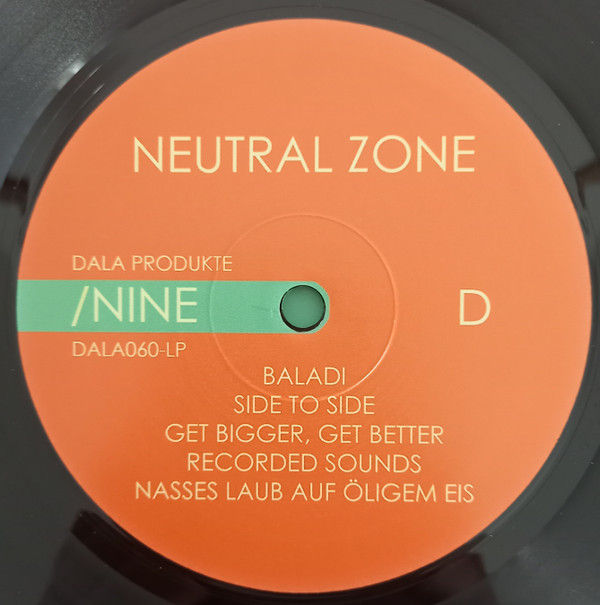 NEUTRAL ZONE
DALA PRODUKTE
/NINE
D
DALA060-LP
BALADI
SIDE TO SIDE
GET BIGGER, GET BETTER
RECORDED SOUNDS
NASSES LAUB AUF ÖLIGEM EIS